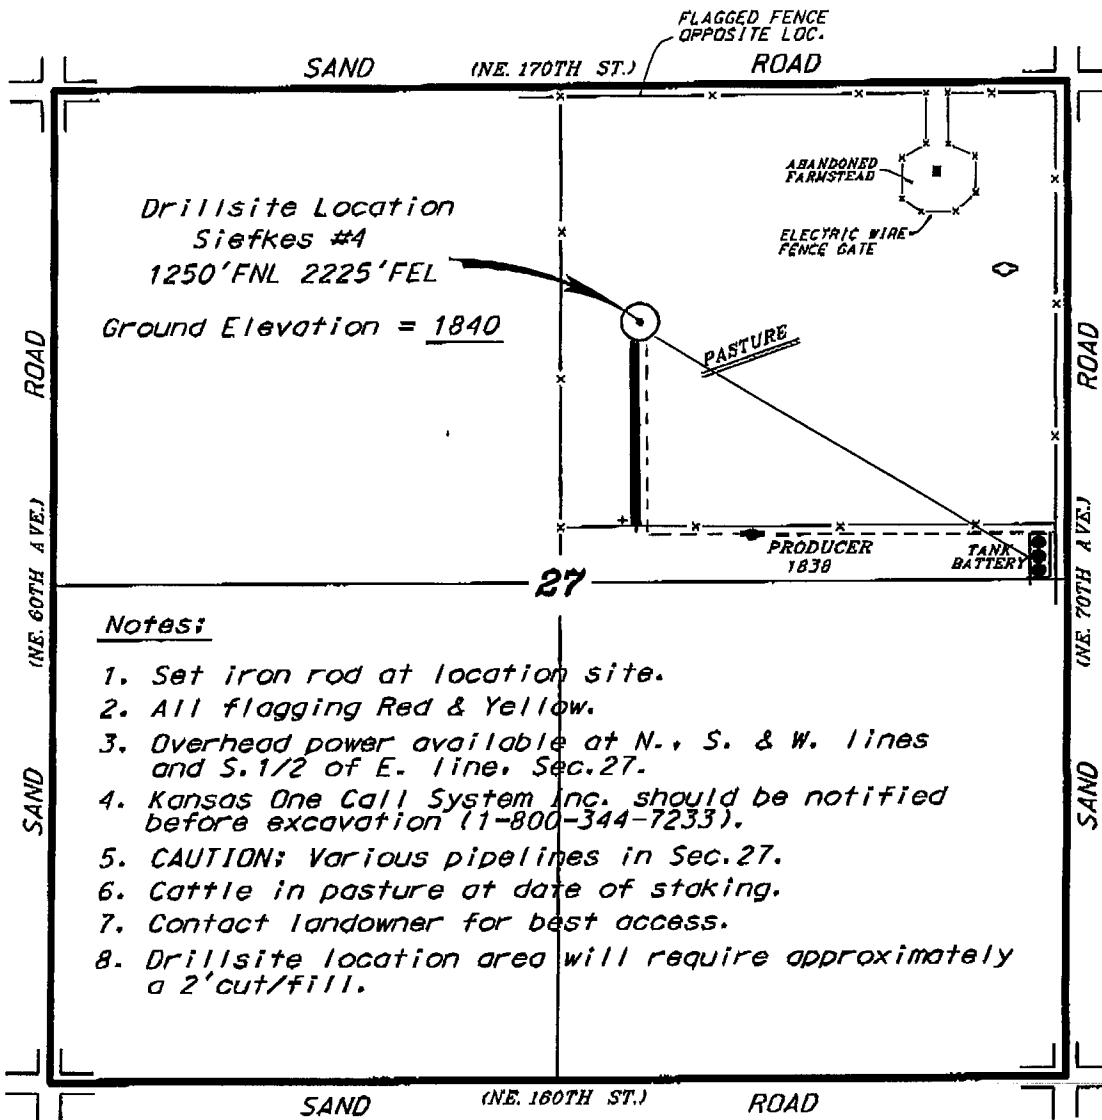 FLAGGED FENCE
OPPOSITE LOC.
SAND (NE. 170TH ST.) ROAD
ABANDONED
FARMSTEAD
ELECTRIC WIRE
FENCE GATE
Drillsite Location
Siefkes #4
1250'FNL 2225'FEL
Ground Elevation = 1840
PASTURE
ROAD
(NE. 60TH AVE.)
SAND
ROAD
(NE. 70TH AVE.)
SAND
PRODUCER
1838
TANK
BATTERY
27
Notes:
1. Set iron rod at location site.
2. All flagging Red & Yellow.
3. Overhead power available at N., S. & W. lines
and S.1/2 of E. line, Sec.27.
4. Kansas One Call System Inc. should be notified
before excavation (1-800-344-7233).
5. CAUTION: Various pipelines in Sec.27.
6. Cattle in pasture at date of staking.
7. Contact landowner for best access.
8. Drillsite location area will require approximately
a 2'cut/fill.
SAND (NE. 160TH ST.) ROAD